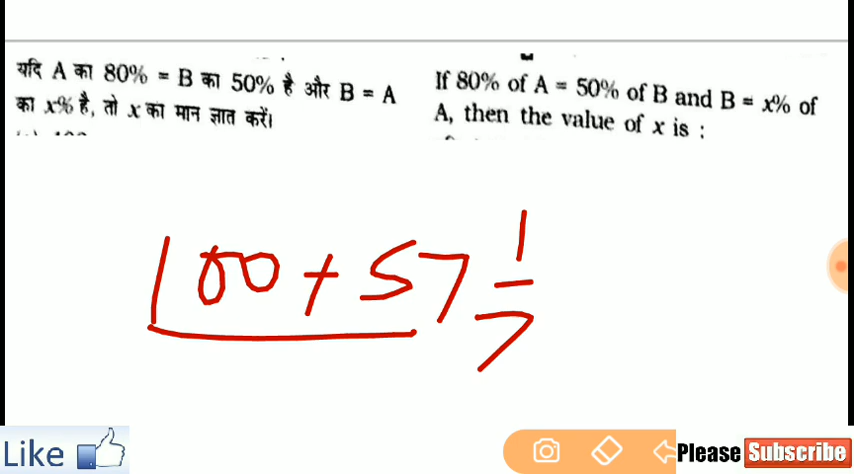 यदि A का 80% = B का 50% है और B = A
का x% है, तो x का मान ज्ञात करें।
If 80% of A = 50% of B and B = x% of
A, then the value of x is :
100 + 57 1/7
Like
Please Subscribe